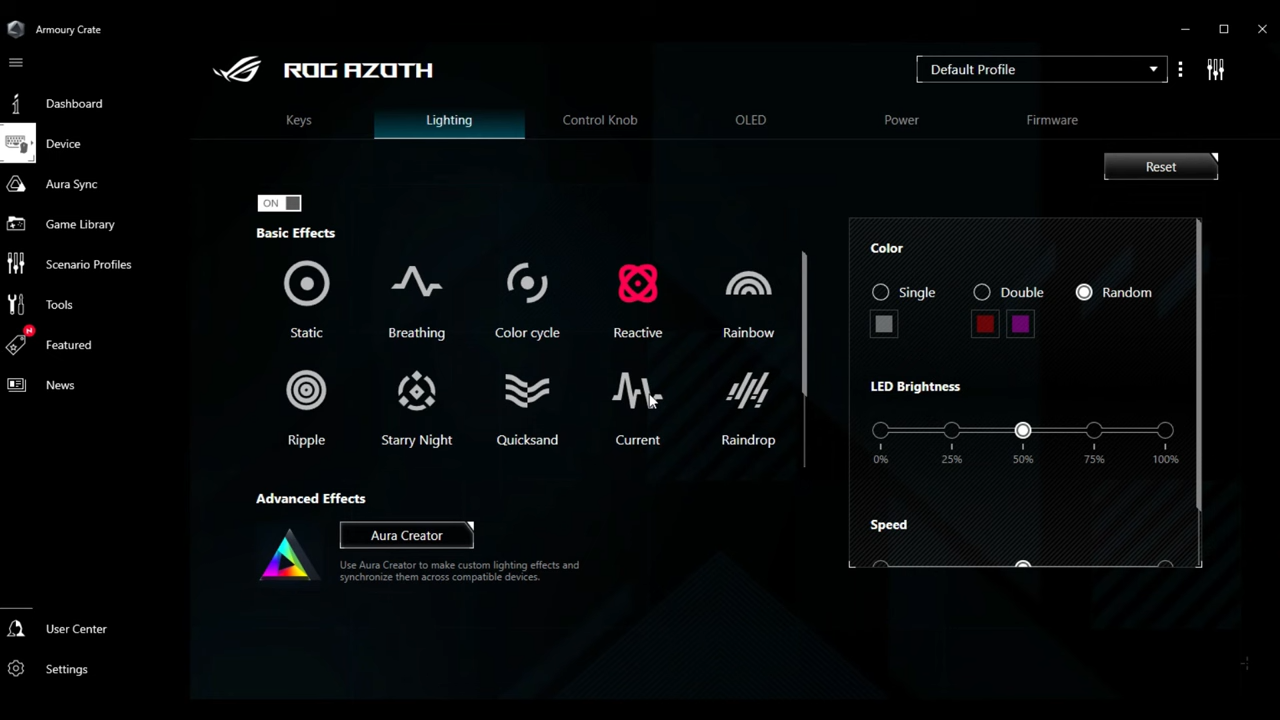 Armoury Crate
ROG AZOTH
Default Profile
Dashboard
Device
Aura Sync
Game Library
Scenario Profiles
Tools
N
Featured
News
User Center
Settings
Keys
Lighting
Control Knob
OLED
Power
Firmware
Reset
ON
Basic Effects
Static
Breathing
Color cycle
Reactive
Rainbow
Ripple
Starry Night
Quicksand
Current
Raindrop
Advanced Effects
Aura Creator
Use Aura Creator to make custom lighting effects and
synchronize them across compatible devices.
Color
Single
Double
Random
LED Brightness
0%
25%
50%
75%
100%
Speed